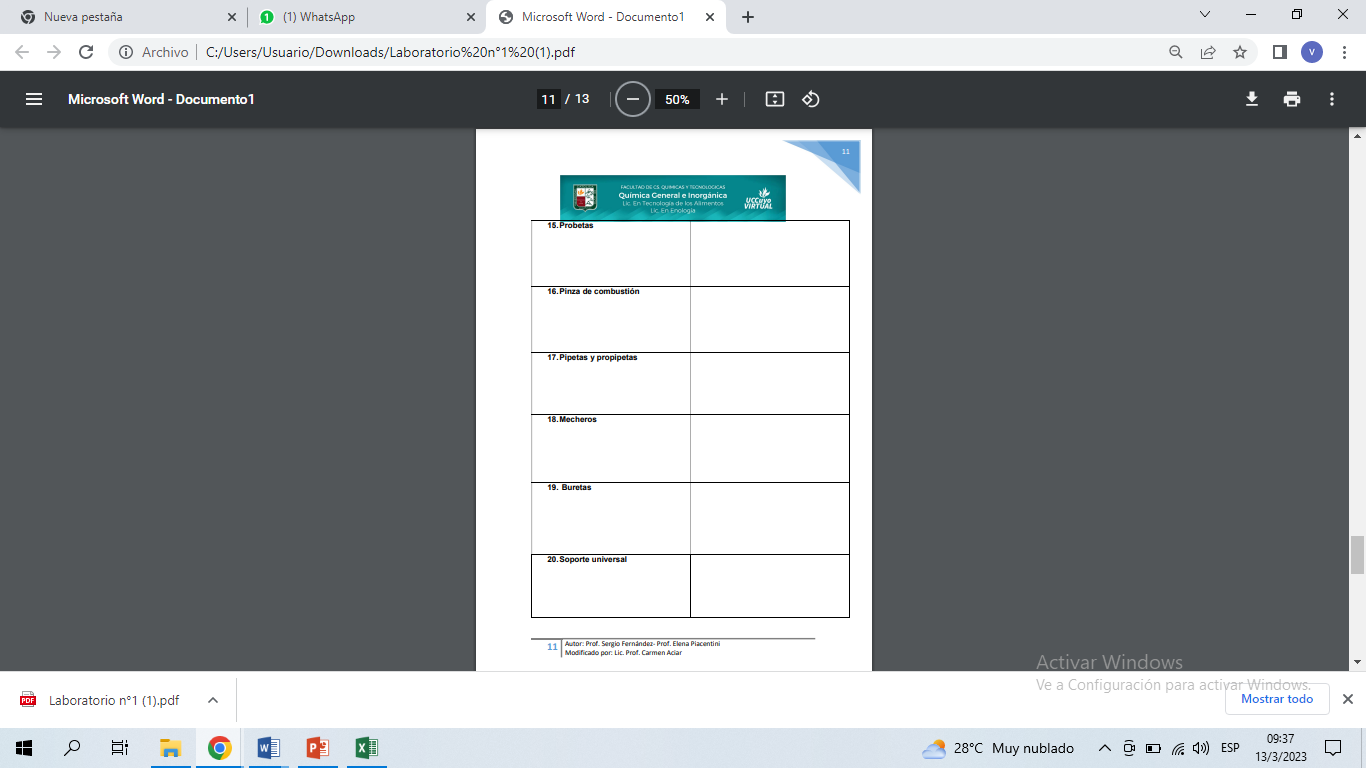 Nueva pestaña
(1) WhatsApp
Microsoft Word - Documento1
Archivo
C:/Users/Usuario/Downloads/Laboratorio%20n°1%20(1).pdf
V
Microsoft Word - Documento1
11 / 13
50%
11
FACULTAD DE CS. QUIMICAS Y TECNOLOGICAS
Química General e Inorgánica
Lic. En Tecnología de los Alimentos
Lic. En Enología
UCCuyo
VIRTUAL
15. Probetas
16. Pinza de combustión
17. Pipetas y propipetas
18. Mecheros
19. Buretas
20. Soporte universal
11
Autor: Prof. Sergio Fernández- Prof. Elena Piacentini
Modificado por: Lic. Prof. Carmen Aciar
Activar Windows
Ve a Configuración para activar Windows.
PDF
Laboratorio n°1 (1).pdf
Mostrar todo
28°C Muy nublado
ESP
09:37
13/3/2023